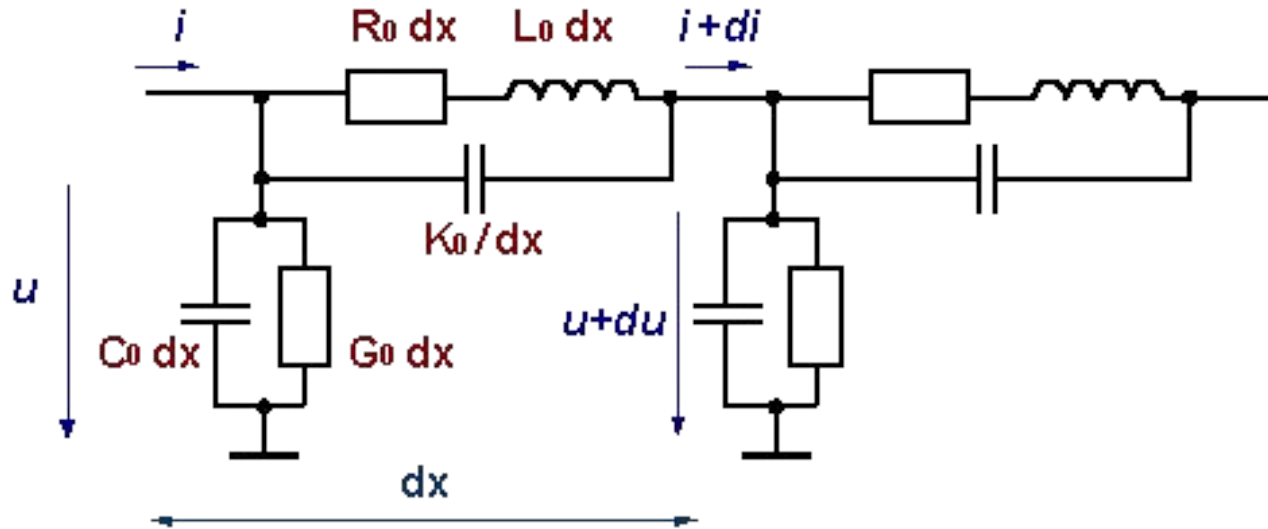 i R₀ dx L₀ dx i+di
K₀/dx
u u+du
C₀ dx G₀ dx
dx